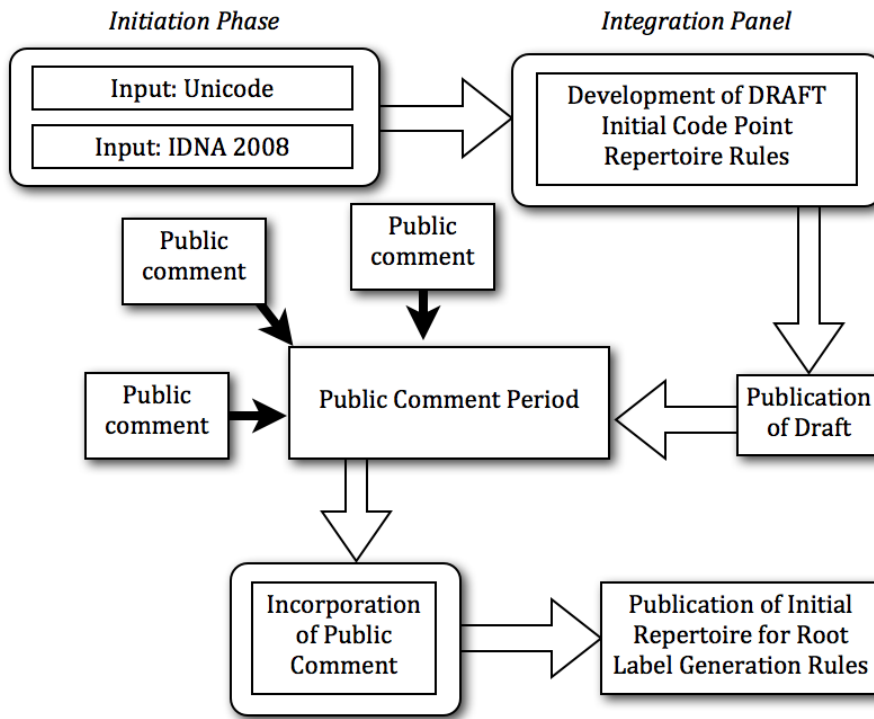 Initiation Phase
Integration Panel
Input: Unicode
Input: IDNA 2008
Development of DRAFT
Initial Code Point
Repertoire Rules
Public
comment
Public
comment
Public
comment
Public Comment Period
Publication
of Draft
Incorporation
of Public
Comment
Publication of Initial
Repertoire for Root
Label Generation Rules